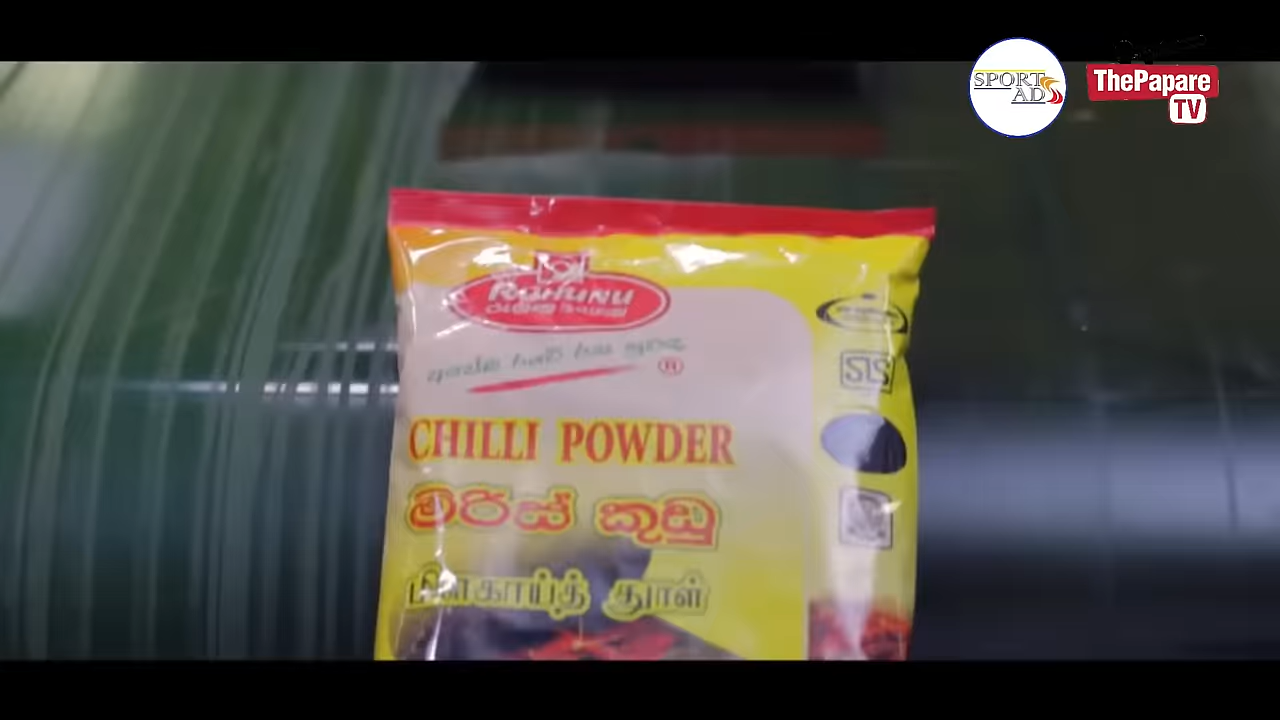 SPORT
AD
ThePapare
TV
RUHUNU
SLS
CHILLI POWDER
මිරිස් කුඩු
மிளகாய்த் தூள்